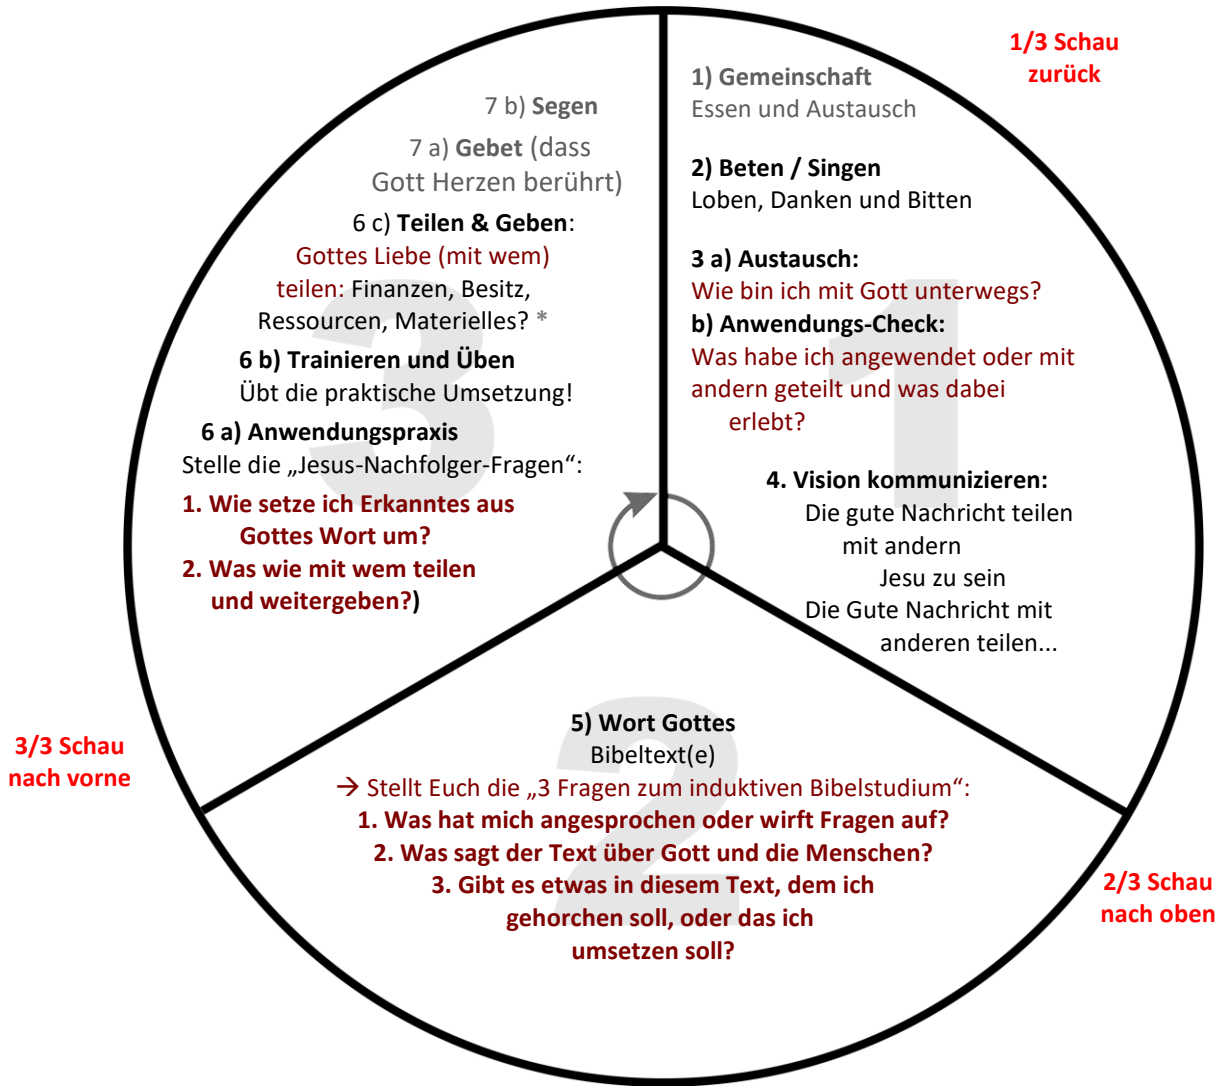 1/3 Schau
zurück
1) Gemeinschaft
Essen und Austausch
2) Beten / Singen
Loben, Danken und Bitten
3 a) Austausch:
Wie bin ich mit Gott unterwegs?
b) Anwendungs-Check:
Was habe ich angewendet oder mit
andern geteilt und was dabei
erlebt?
4. Vision kommunizieren:
Die gute Nachricht teilen
mit andern
Jesu zu sein
Die Gute Nachricht mit
anderen teilen...
1
2/3 Schau
nach oben
5) Wort Gottes
Bibeltext(e)
→ Stellt Euch die „3 Fragen zum induktiven Bibelstudium“:
1. Was hat mich angesprochen oder wirft Fragen auf?
2. Was sagt der Text über Gott und die Menschen?
3. Gibt es etwas in diesem Text, dem ich
gehorchen soll, oder das ich
umsetzen soll?
2
3/3 Schau
nach vorne
7 b) Segen
7 a) Gebet (dass
Gott Herzen berührt)
6 c) Teilen & Geben:
Gottes Liebe (mit wem)
teilen: Finanzen, Besitz,
Ressourcen, Materielles? *
6 b) Trainieren und Üben
Übt die praktische Umsetzung!
6 a) Anwendungspraxis
Stelle die „Jesus-Nachfolger-Fragen“:
1. Wie setze ich Erkanntes aus
Gottes Wort um?
2. Was wie mit wem teilen
und weitergeben?)
3